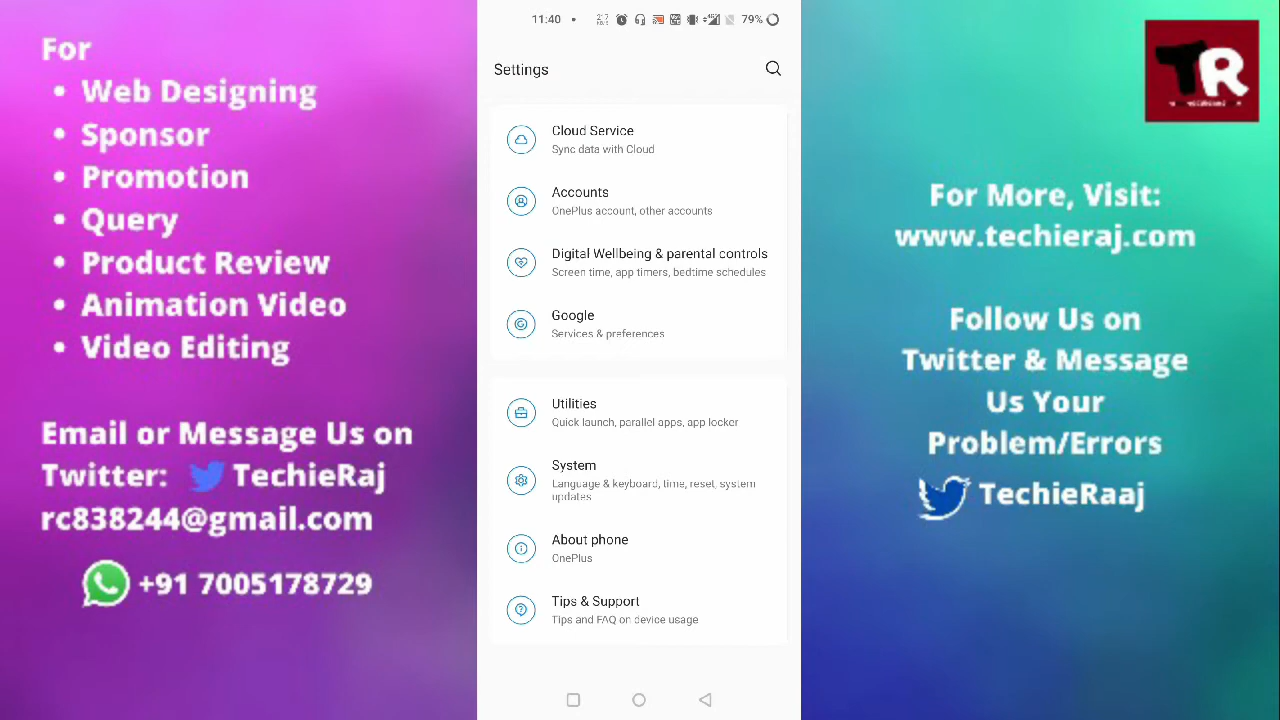 For
• Web Designing
• Sponsor
• Promotion
• Query
• Product Review
• Animation Video
• Video Editing
Email or Message Us on
Twitter: TechieRaj
rc838244@gmail.com
+91 7005178729
11:40 • 79%
Settings
Cloud Service
Sync data with Cloud
Accounts
OnePlus account, other accounts
Digital Wellbeing & parental controls
Screen time, app timers, bedtime schedules
Google
Services & preferences
Utilities
Quick launch, parallel apps, app locker
System
Language & keyboard, time, reset, system
updates
About phone
OnePlus
Tips & Support
Tips and FAQ on device usage
TR
For More, Visit:
www.techieraj.com
Follow Us on
Twitter & Message
Us Your
Problem/Errors
TechieRaaj